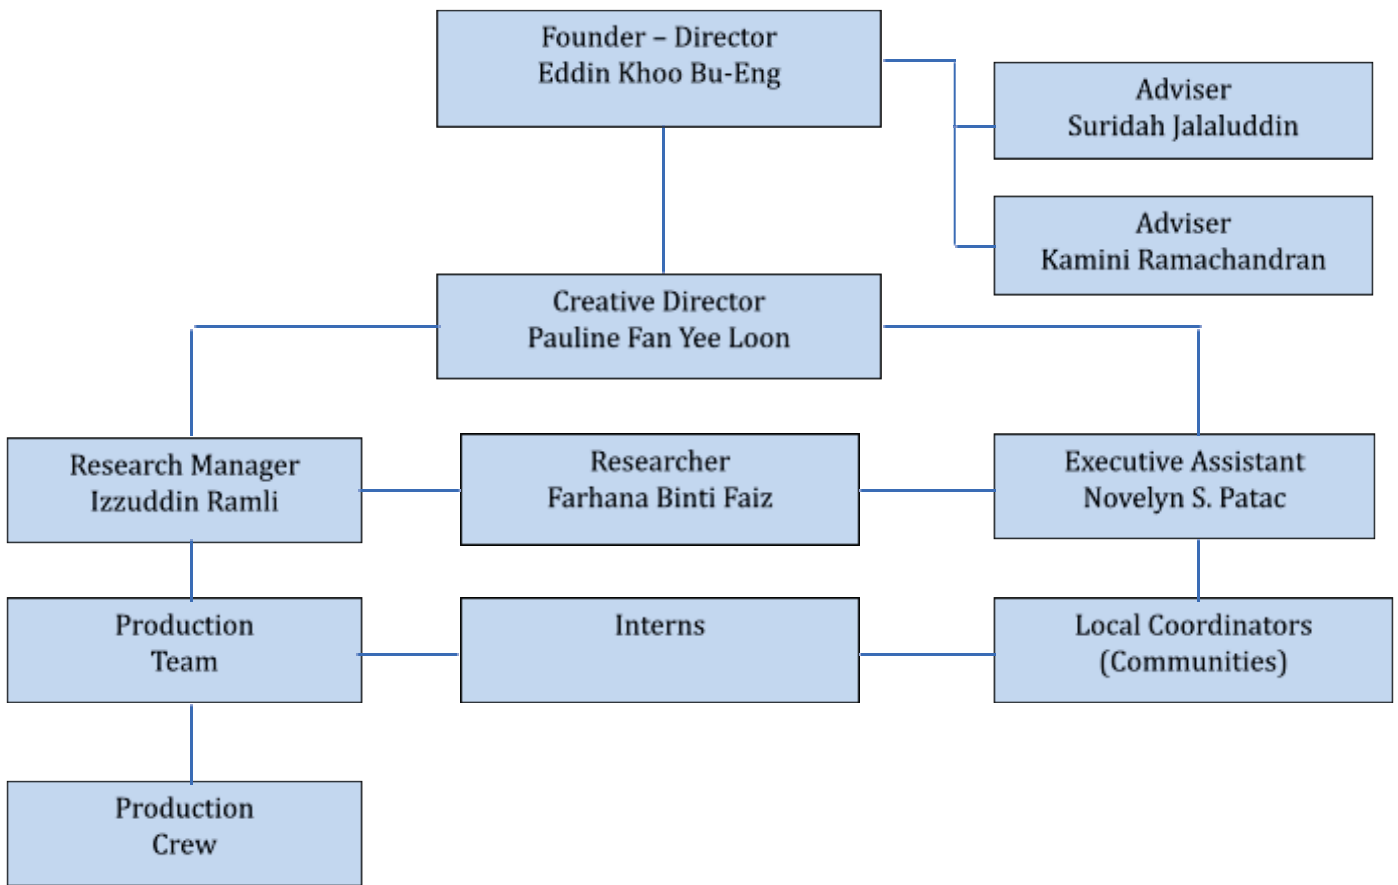 Founder – Director
Eddin Khoo Bu-Eng
Adviser
Suridah Jalaluddin
Adviser
Kamini Ramachandran
Creative Director
Pauline Fan Yee Loon
Research Manager
Izzuddin Ramli
Researcher
Farhana Binti Faiz
Executive Assistant
Novelyn S. Patac
Production
Team
Interns
Local Coordinators
(Communities)
Production
Crew